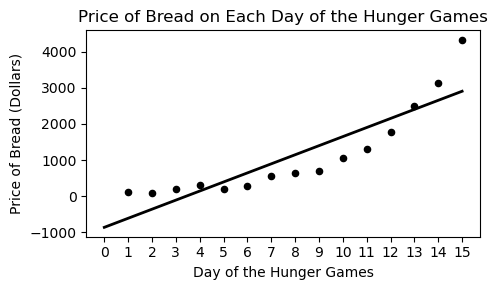 Price of Bread on Each Day of the Hunger Games
Price of Bread (Dollars)
4000
3000
2000
1000
0
−1000
0 1 2 3 4 5 6 7 8 9 10 11 12 13 14 15
Day of the Hunger Games